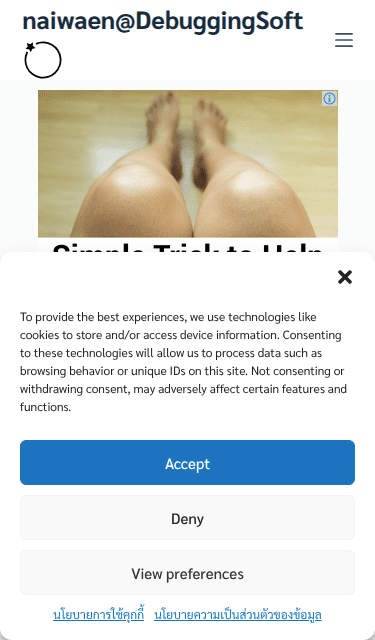 naiwaen@DebuggingSoft
Simple Trick to Help
To provide the best experiences, we use technologies like
cookies to store and/or access device information. Consenting
to these technologies will allow us to process data such as
browsing behavior or unique IDs on this site. Not consenting or
withdrawing consent, may adversely affect certain features and
functions.
Accept
Deny
View preferences
นโยบายการใช้คุกกี้ นโยบายความเป็นส่วนตัวของข้อมูล